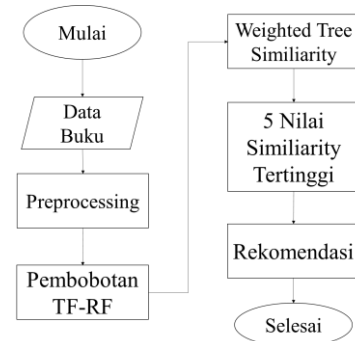 Mulai
Data
Buku
Preprocessing
Pembobotan
TF-RF
Weighted Tree
Similiarity
5 Nilai
Similiarity
Tertinggi
Rekomendasi
Selesai